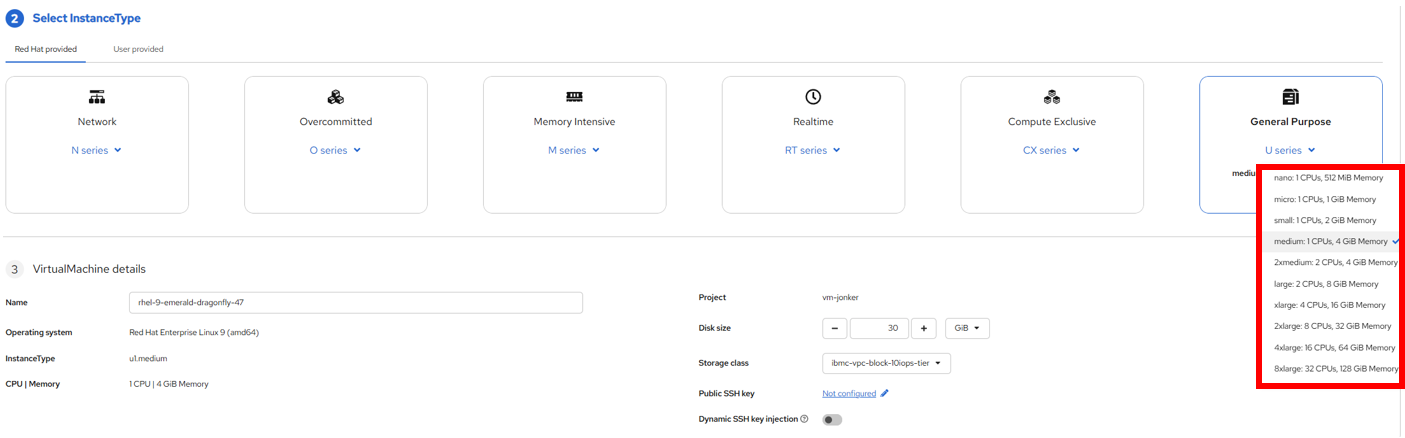 2 Select InstanceType
Red Hat provided User provided
Network Overcommitted Memory Intensive Realtime Compute Exclusive General Purpose
N series O series M series RT series CX series U series
mediu
nano: 1 CPUs, 512 MiB Memory
micro: 1 CPUs, 1 GiB Memory
small: 1 CPUs, 2 GiB Memory
medium: 1 CPUs, 4 GiB Memory
2xmedium: 2 CPUs, 4 GiB Memory
large: 2 CPUs, 8 GiB Memory
xlarge: 4 CPUs, 16 GiB Memory
2xlarge: 8 CPUs, 32 GiB Memory
4xlarge: 16 CPUs, 64 GiB Memory
8xlarge: 32 CPUs, 128 GiB Memory
3 VirtualMachine details
Name rhel-9-emerald-dragonfly-47
Operating system Red Hat Enterprise Linux 9 (amd64)
InstanceType u1.medium
CPU | Memory 1 CPU | 4 GiB Memory
Project vm-jonker
Disk size 30 GiB
Storage class ibmc-vpc-block-10iops-tier
Public SSH key Not configured
Dynamic SSH key injection